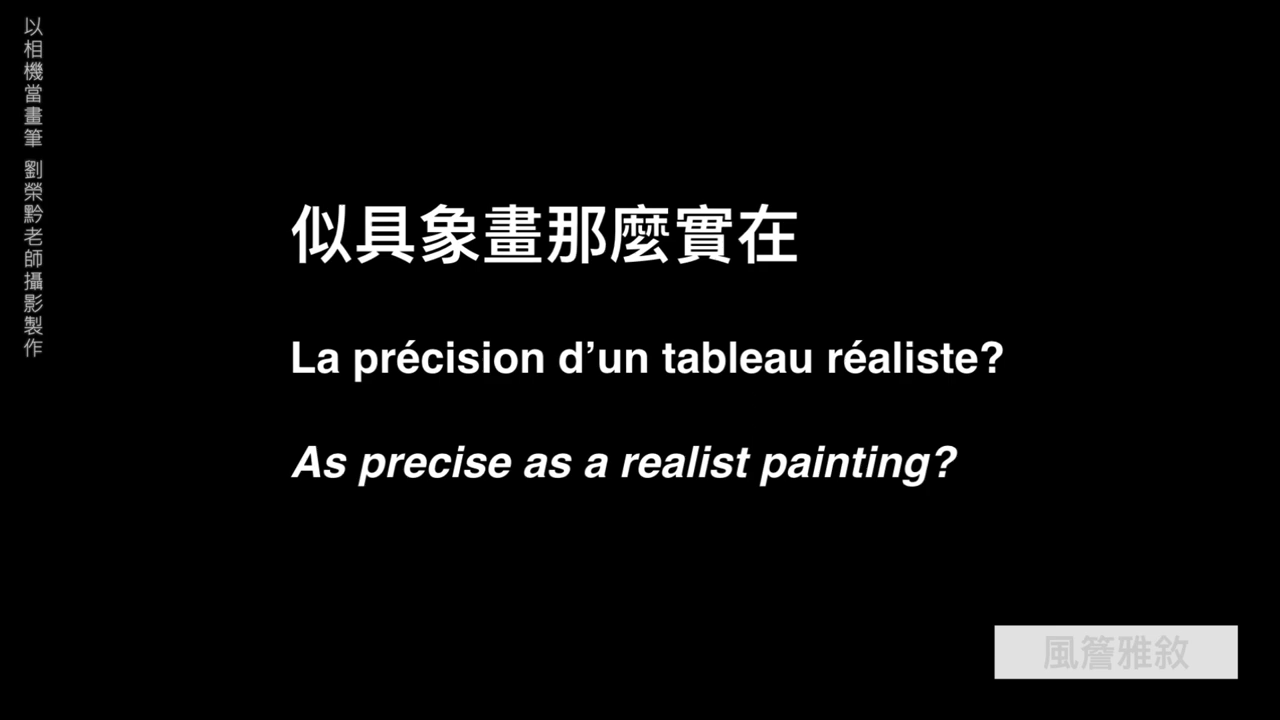 以相機當畫筆 劉榮黔老師攝影製作
似具象畫那麼實在
La précision d’un tableau réaliste?
As precise as a realist painting?
風簷雅敘